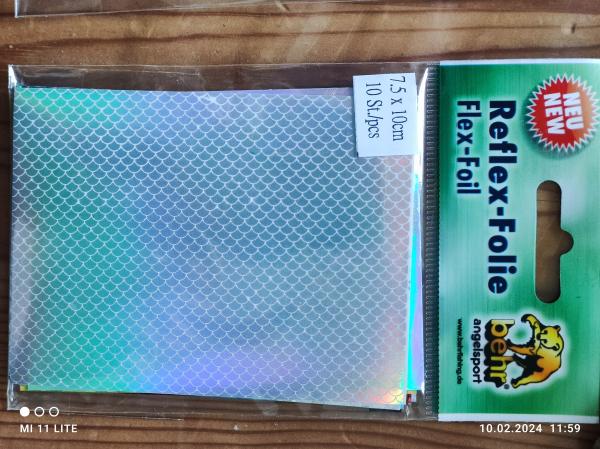 7,5 x 10cm
10 St./pcs
NEU
NEW
Reflex-Folie
Flex-Foil
behr®
angelsport
www.behrfishing.de
MI 11 LITE
10.02.2024 11:59